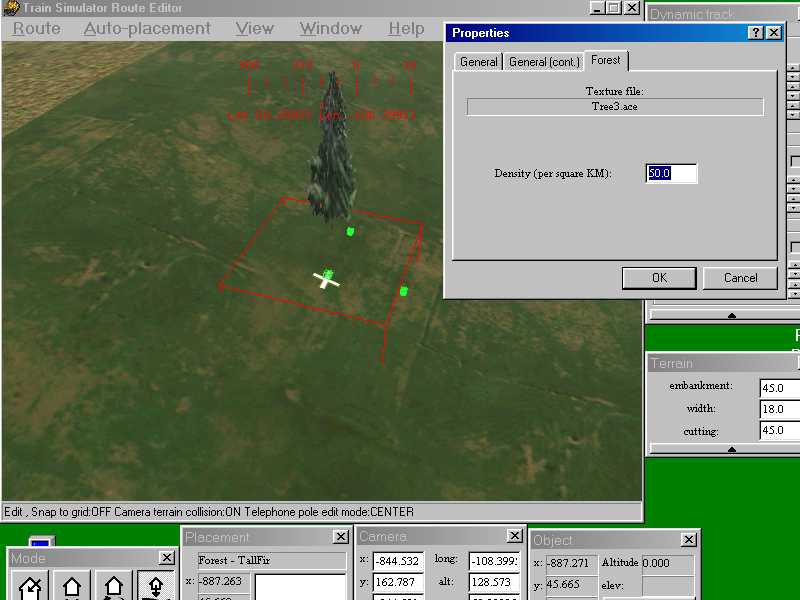 Train Simulator Route Editor
Route Auto-placement View Window Help
Dynamic track
Properties
General General (cont.) Forest
Texture file:
Tree3.ace
Density (per square KM): 50.0
OK Cancel
Terrain
embankment: 45.0
width: 18.0
cutting: 45.0
Edit , Snap to grid:OFF Camera terrain collision:ON Telephone pole edit mode:CENTER
Mode
Placement
Forest - TallFir
x: -887.263
Camera
x: -844.532 long: -108.399
y: 162.787 alt: 128.573
Object
x: -887.271 Altitude 0.000
y: 45.665 elev: